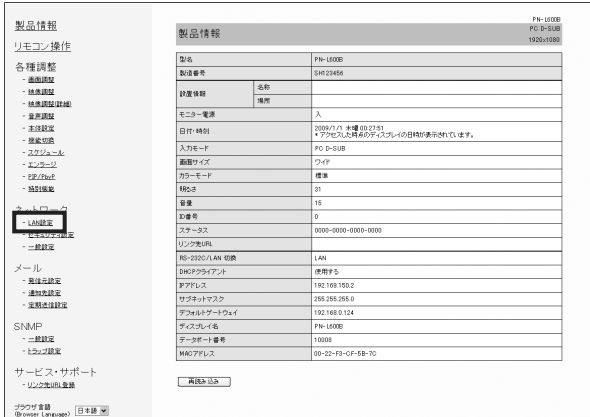 製品情報
リモコン操作
各種調整
- 画面調整
- 映像調整
- 映像調整(詳細)
- 音声調整
- 本体設定
- 機能切換
- スケジュール
- エンラージ
- PIP/PbyP
- 特別機能
ネットワーク
- LAN設定
- セキュリティ設定
- 一般設定
メール
- 発信元設定
- 通知先設定
- 定期送信設定
SNMP
- 一般設定
- トラップ設定
サービス・サポート
- リンク先URL登録
ブラウザ言語
(Browser Language) 日本語
PN-L600B
製品情報 PC D-SUB
1920x1080
型名 PN-L600B
製造番号 SH123456
設置情報 名称
場所
モニター電源 入
日付・時刻 2009/1/1 木曜 00:27:51
* アクセスした時点のディスプレイの日時が表示されています。
入力モード PC D-SUB
画面サイズ ワイド
カラーモード 標準
明るさ 31
音量 15
ID番号 0
ステータス 0000-0000-0000-0000
リンク先URL
RS-232C/LAN 切換 LAN
DHCPクライアント 使用する
IPアドレス 192.168.150.2
サブネットマスク 255.255.255.0
デフォルトゲートウェイ 192.168.0.124
ディスプレイ名 PN-L600B
データポート番号 10008
MACアドレス 00-22-F3-CF-5B-7C
再読み込み